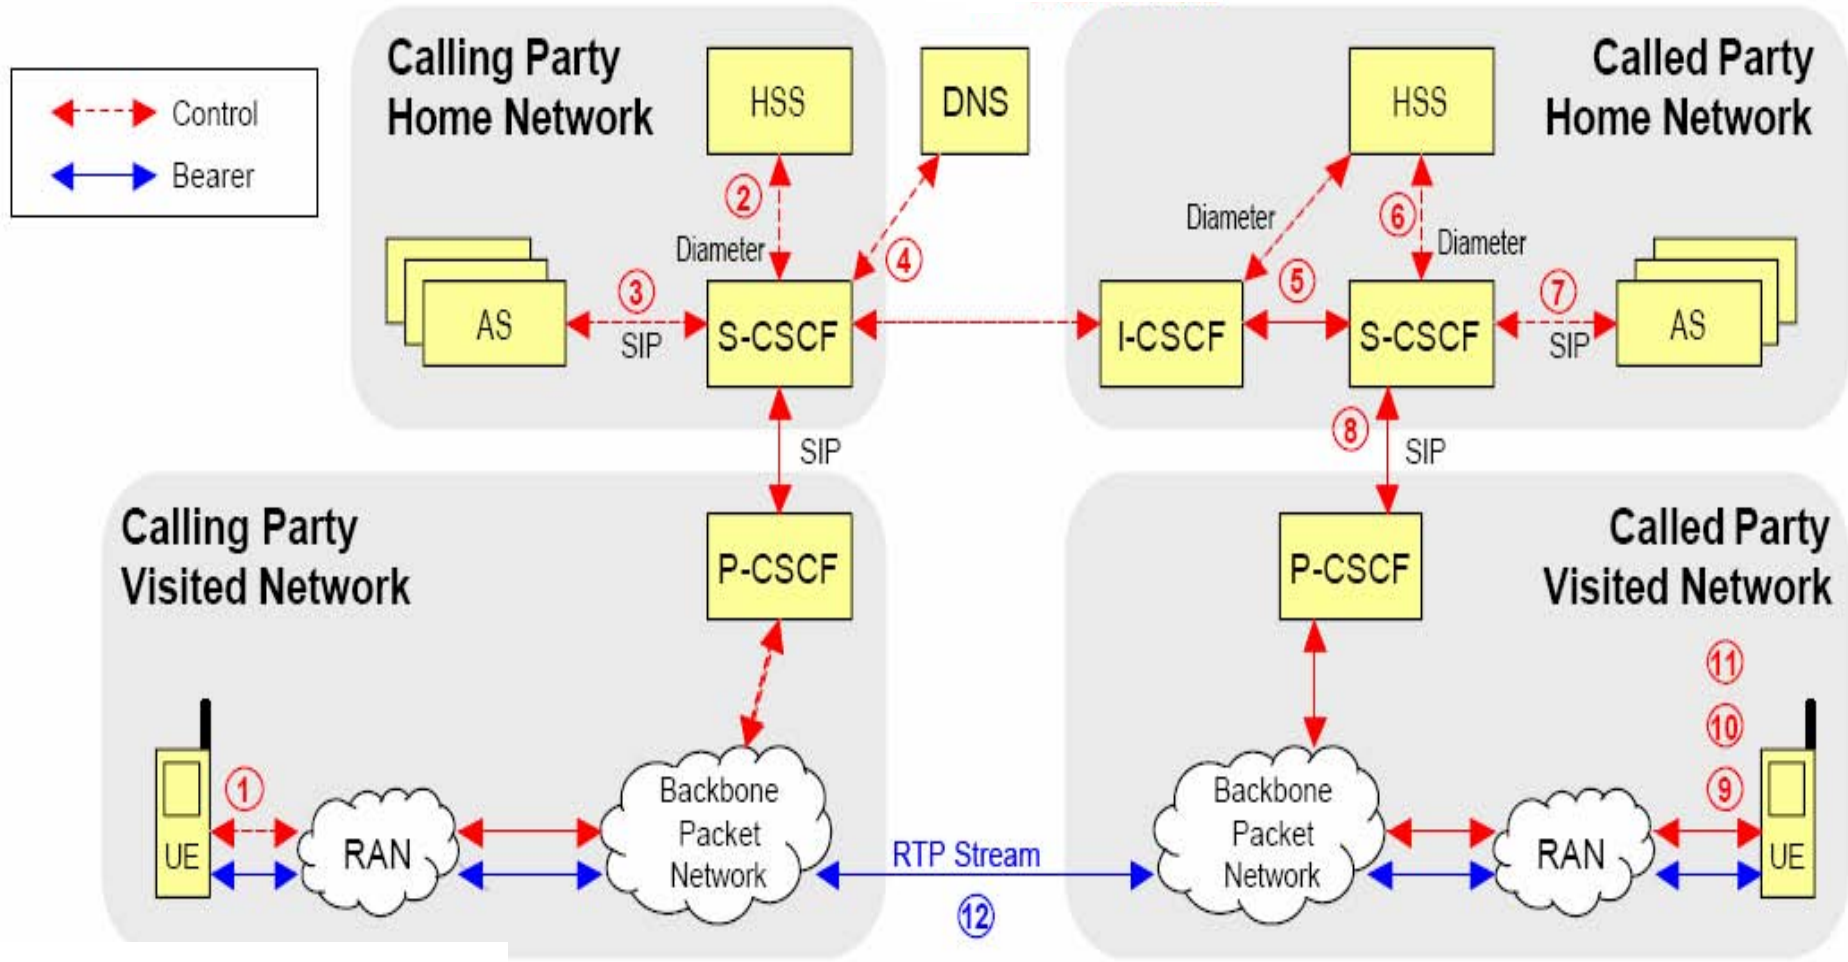 Control
Bearer
Calling Party
Home Network
HSS
DNS
2
Diameter
4
3
SIP
AS
S-CSCF
Called Party
Home Network
HSS
Diameter
6
Diameter
5
7
I-CSCF
S-CSCF
SIP
AS
SIP
8
SIP
Calling Party
Visited Network
P-CSCF
1
UE
RAN
Backbone
Packet
Network
RTP Stream
12
Called Party
Visited Network
P-CSCF
11
10
9
Backbone
Packet
Network
RAN
UE